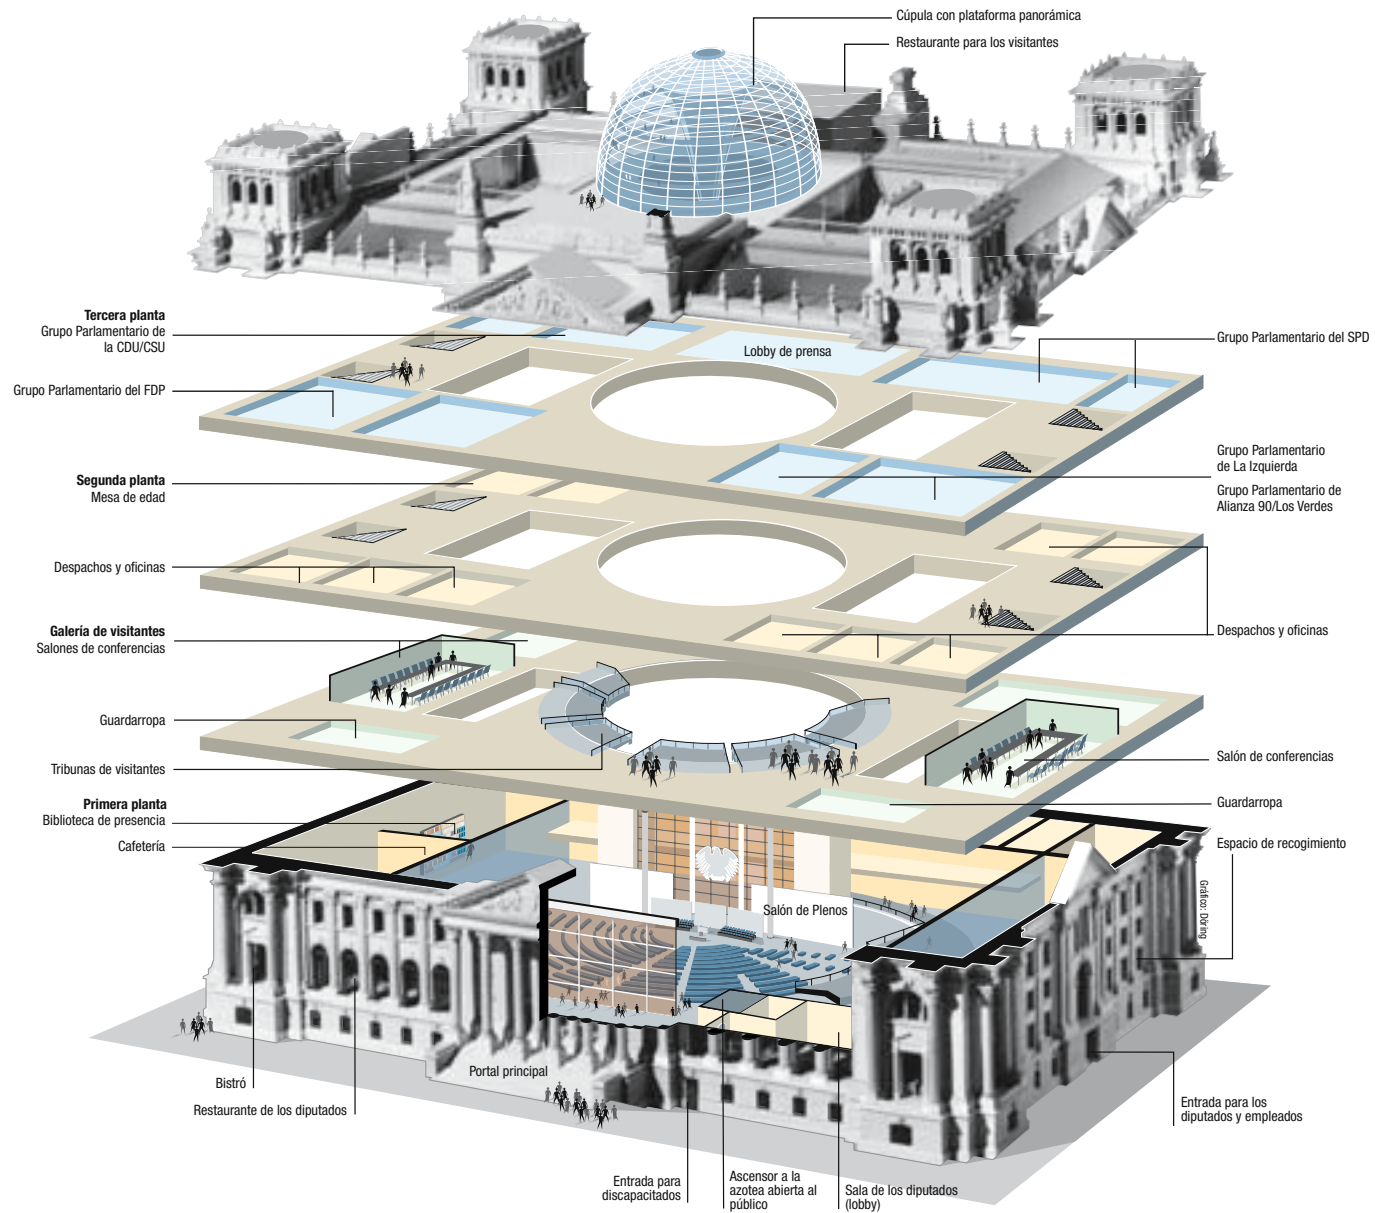 Cúpula con plataforma panorámica
Restaurante para los visitantes
Tercera planta
Grupo Parlamentario de
la CDU/CSU
Grupo Parlamentario del FDP
Lobby de prensa
Grupo Parlamentario del SPD
Grupo Parlamentario
de La Izquierda
Grupo Parlamentario de
Alianza 90/Los Verdes
Segunda planta
Mesa de edad
Despachos y oficinas
Despachos y oficinas
Galería de visitantes
Salones de conferencias
Guardarropa
Tribunas de visitantes
Salón de conferencias
Guardarropa
Primera planta
Biblioteca de presencia
Cafetería
Salón de Plenos
Espacio de recogimiento
Gráfico: Döring
Bistró
Restaurante de los diputados
Portal principal
Entrada para
discapacitados
Ascensor a la
azotea abierta al
público
Sala de los diputados
(lobby)
Entrada para los
diputados y empleados